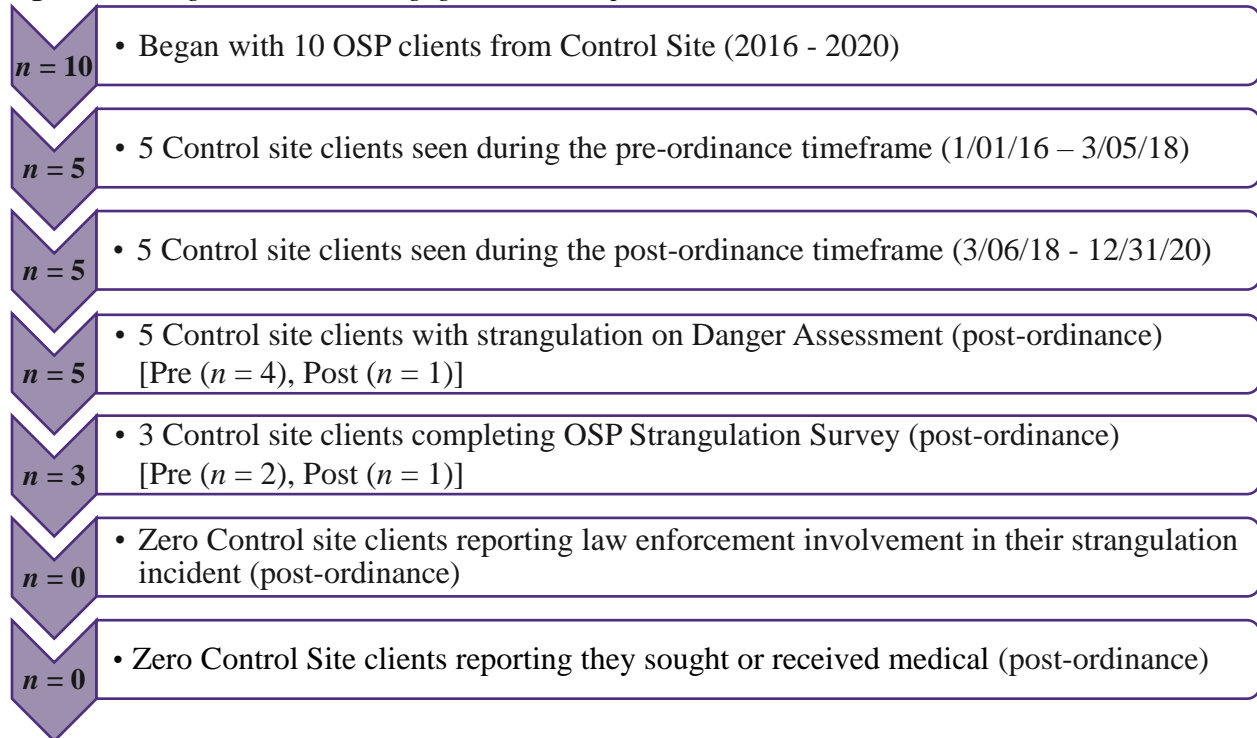 n = 10
• Began with 10 OSP clients from Control Site (2016 - 2020)
n = 5
• 5 Control site clients seen during the pre-ordinance timeframe (1/01/16 – 3/05/18)
n = 5
• 5 Control site clients seen during the post-ordinance timeframe (3/06/18 - 12/31/20)
n = 5
• 5 Control site clients with strangulation on Danger Assessment (post-ordinance)
[Pre (n = 4), Post (n = 1)]
n = 3
• 3 Control site clients completing OSP Strangulation Survey (post-ordinance)
[Pre (n = 2), Post (n = 1)]
n = 0
• Zero Control site clients reporting law enforcement involvement in their strangulation
incident (post-ordinance)
n = 0
• Zero Control Site clients reporting they sought or received medical (post-ordinance)